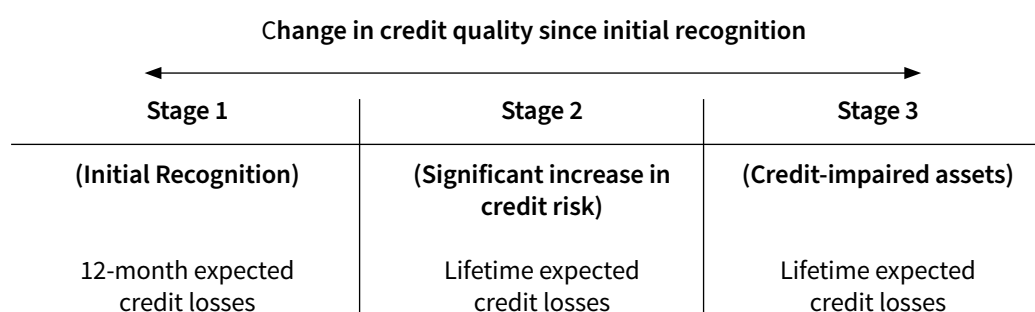 Change in credit quality since initial recognition
Stage 1 Stage 2 Stage 3
(Initial Recognition) (Significant increase in (Credit-impaired assets)
credit risk)
12-month expected Lifetime expected Lifetime expected
credit losses credit losses credit losses